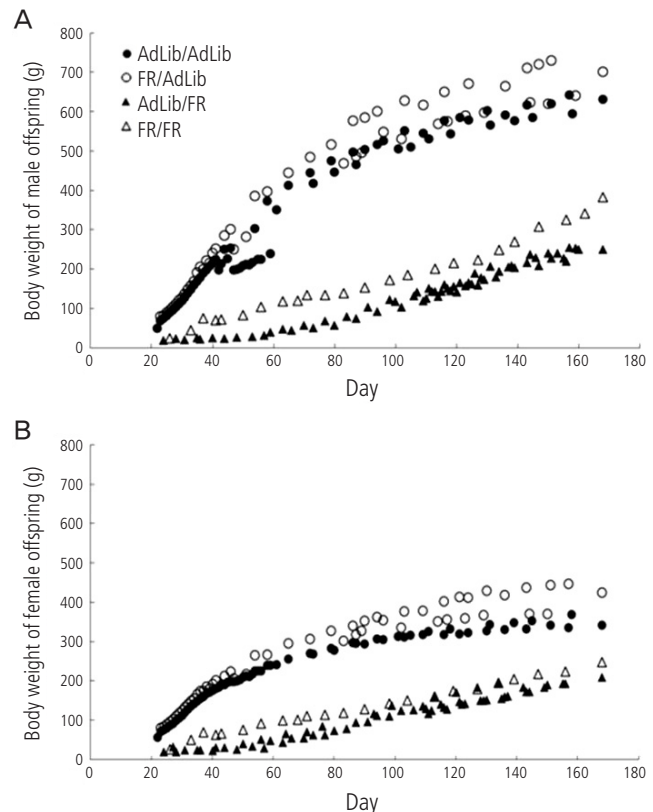 A
Body weight of male offspring (g)
800
700
600
500
400
300
200
100
0
AdLib/AdLib
FR/AdLib
AdLib/FR
FR/FR
0 20 40 60 80 100 120 140 160 180
Day
B
Body weight of female offspring (g)
800
700
600
500
400
300
200
100
0
0 20 40 60 80 100 120 140 160 180
Day